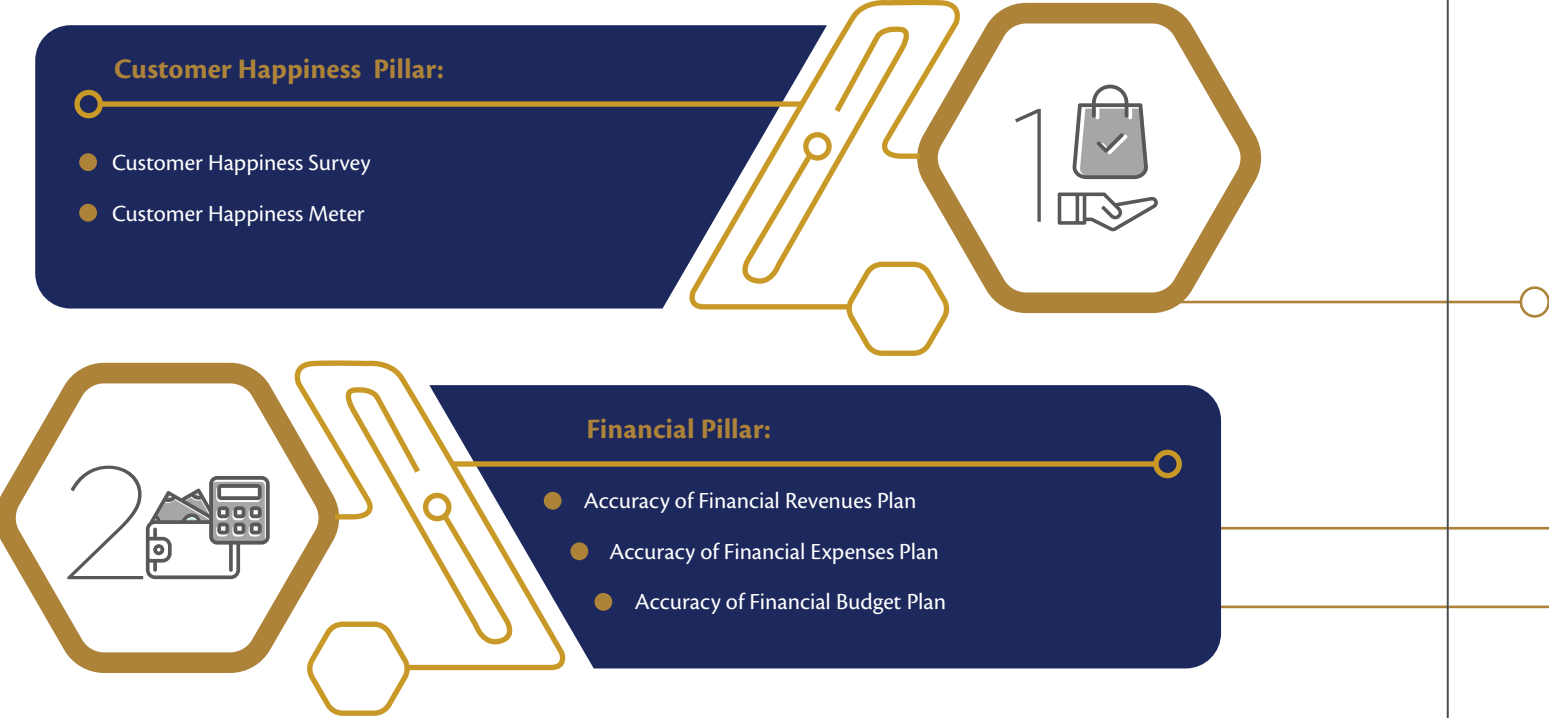 Customer Happiness  Pillar:
Customer Happiness Survey
Customer Happiness Meter
1
Financial Pillar:
2
Accuracy of Financial Revenues Plan
Accuracy of Financial Expenses Plan
Accuracy of Financial Budget Plan